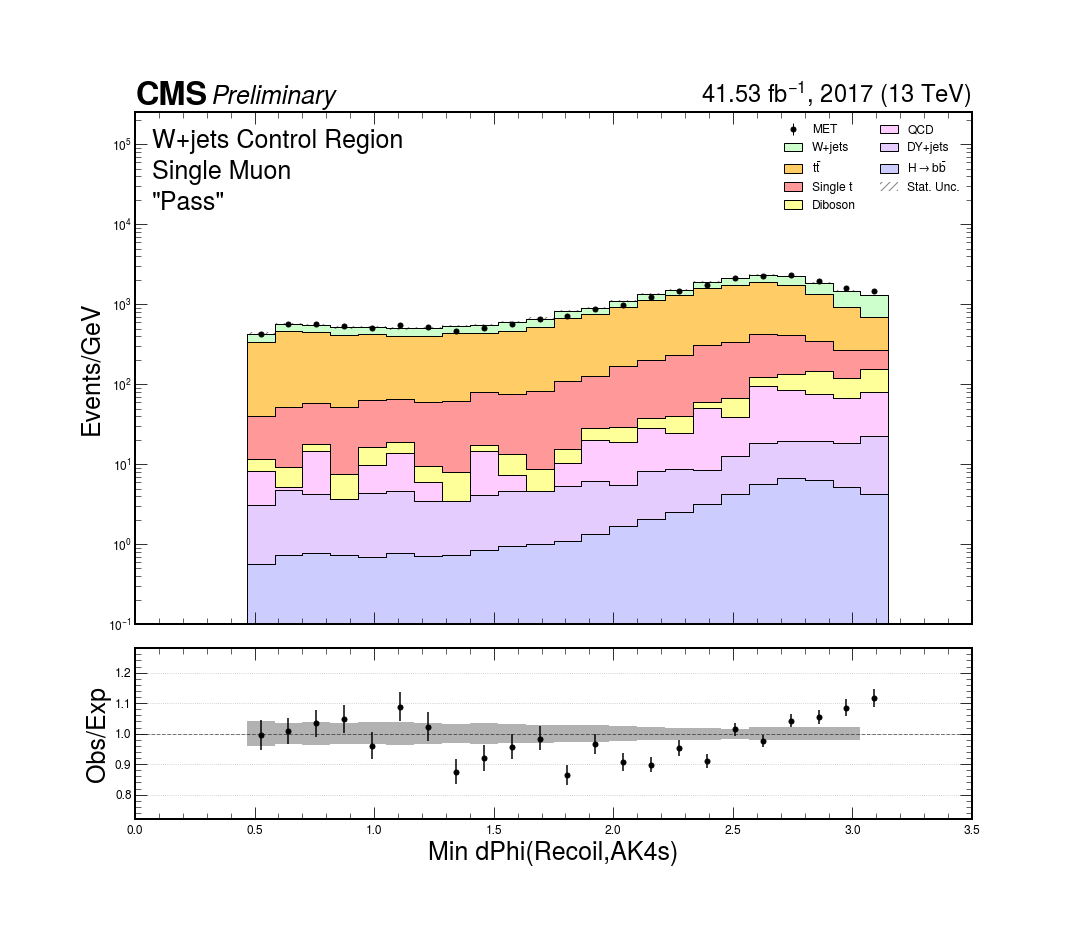 CMS Preliminary
41.53 fb⁻¹, 2017 (13 TeV)
W+jets Control Region
Single Muon
"Pass"
MET
W+jets
tt̄
Single t
Diboson
QCD
DY+jets
H→bb̄
Stat. Unc.
Events/GeV
10⁵
10⁴
10³
10²
10¹
10⁰
10⁻¹
Obs/Exp
1.2
1.1
1.0
0.9
0.8
0.0 0.5 1.0 1.5 2.0 2.5 3.0 3.5
Min dPhi(Recoil,AK4s)